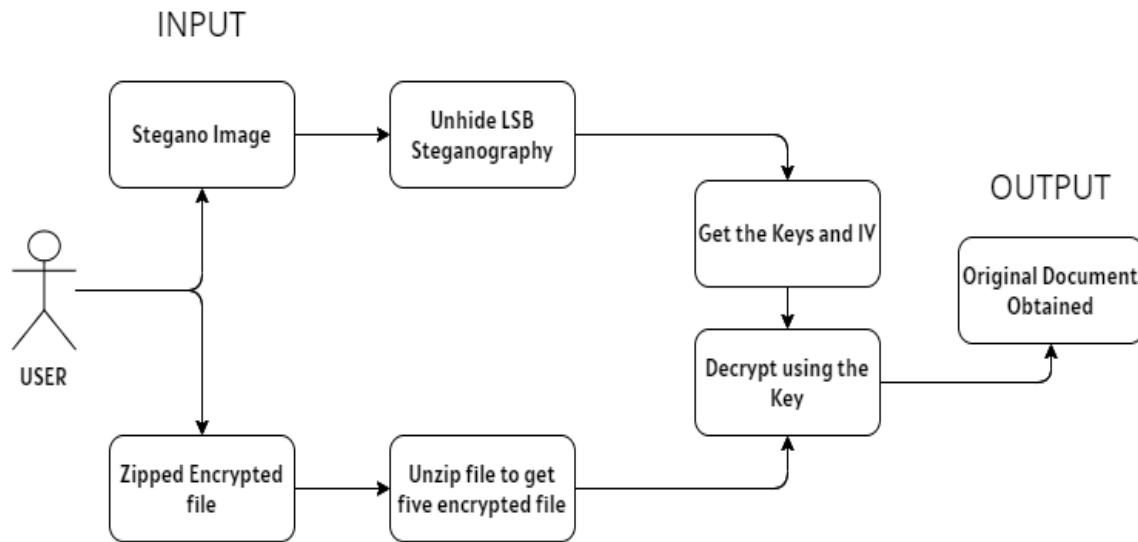 INPUT
Stegano Image
Unhide LSB
Steganography
Get the Keys and IV
OUTPUT
Original Document
Obtained
USER
Decrypt using the
Key
Zipped Encrypted
file
Unzip file to get
five encrypted file